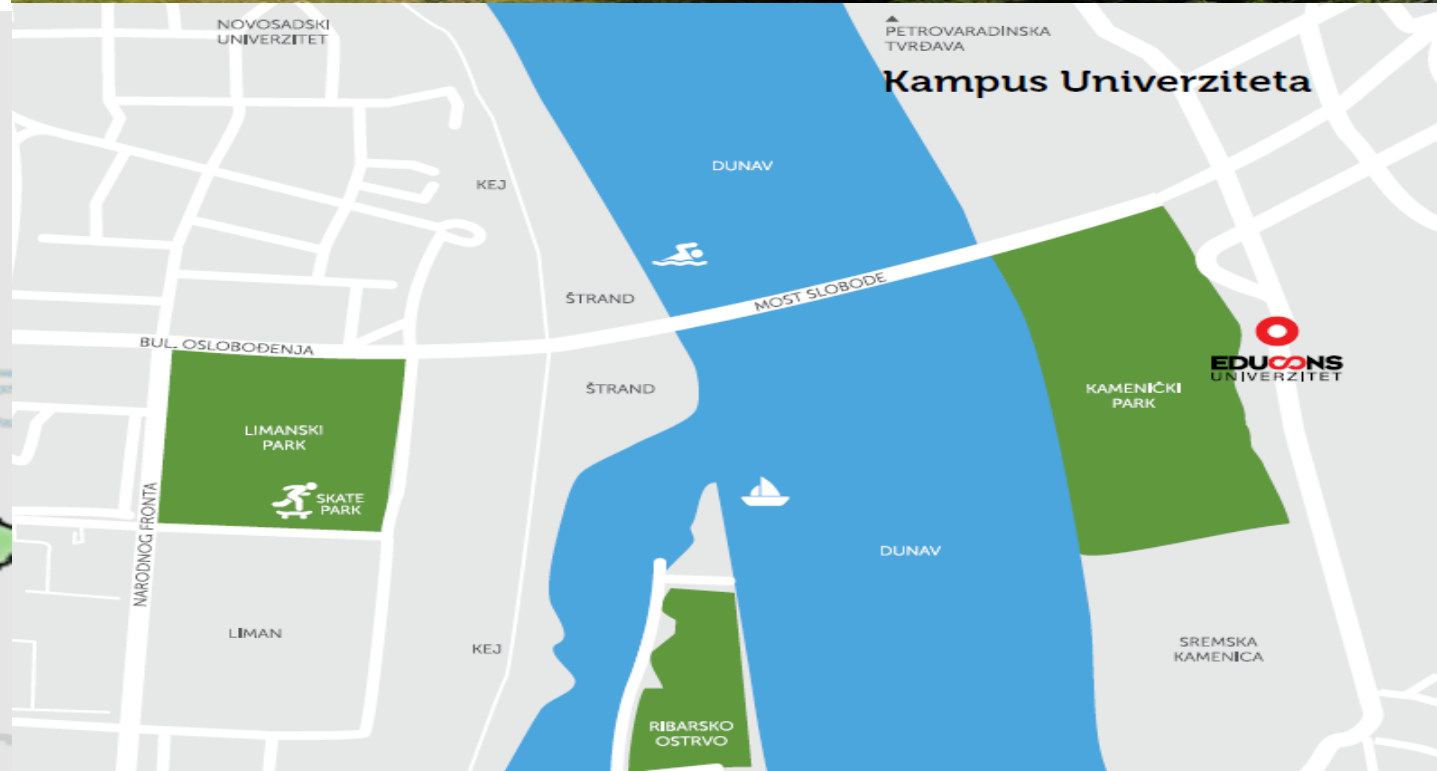 NOVOSADSKI
UNIVERZITET
PETROVARADINSKA
TVRĐAVA
Kampus Univerziteta
DUNAV
KEJ
ŠTRAND
MOST SLOBODE
BUL. OSLOBOĐENJA
EDUCONS
UNIVERZITET
ŠTRAND
KAMENIČKI
PARK
LIMANSKI
PARK
SKATE
PARK
NARODNOG FRONTA
DUNAV
LIMAN
KEJ
SREMSKA
KAMENICA
RIBARSKO
OSTRVO